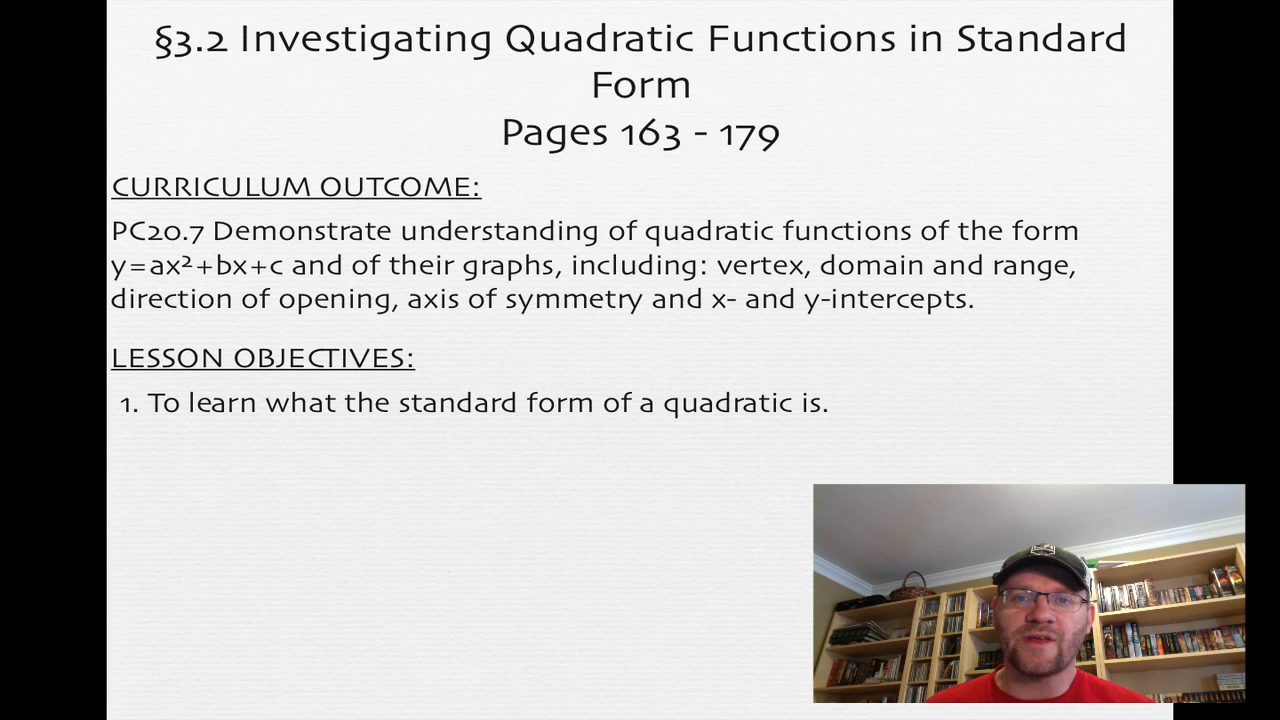 §3.2 Investigating Quadratic Functions in Standard
Form
Pages 163 - 179
CURRICULUM OUTCOME:
PC20.7 Demonstrate understanding of quadratic functions of the form
y=ax²+bx+c and of their graphs, including: vertex, domain and range,
direction of opening, axis of symmetry and x- and y-intercepts.
LESSON OBJECTIVES:
1. To learn what the standard form of a quadratic is.